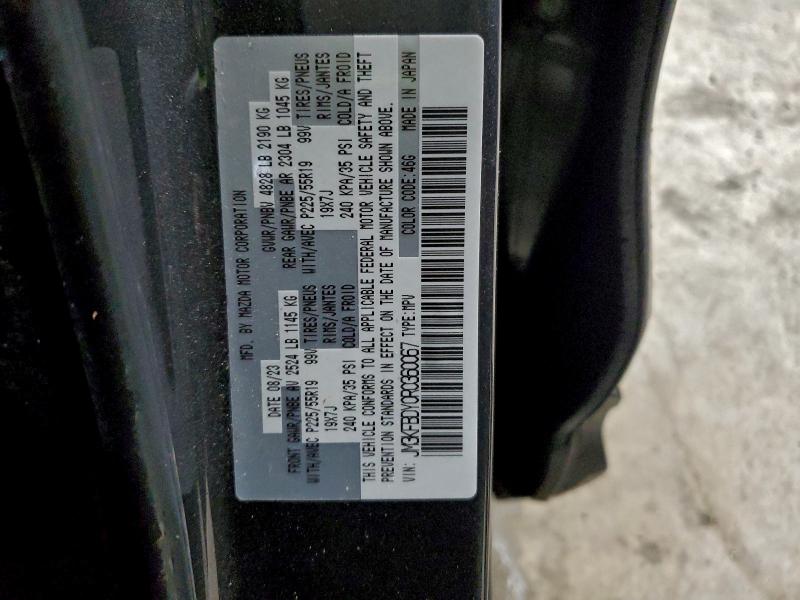 MFD. BY MAZDA MOTOR CORPORATION
DATE 08/23 GVWR/PNBV 4828 LB 2190 KG
FRONT GAWR/PNBE AV 2524 LB 1145 KG REAR GAWR/PNBE AR 2304 LB 1045 KG
WITH/AVEC P225/55R19 99V TIRES/PNEUS WITH/AVEC P225/55R19 99V TIRES/PNEUS
19X7J RIMS/JANTES 19X7J RIMS/JANTES
240 KPA/35 PSI COLD/A FROID 240 KPA/35 PSI COLD/A FROID
THIS VEHICLE CONFORMS TO ALL APPLICABLE FEDERAL MOTOR VEHICLE SAFETY AND THEFT
PREVENTION STANDARDS IN EFFECT ON THE DATE OF MANUFACTURE SHOWN ABOVE.
VIN: JM3KFBDY0R0360067 TYPE:MPV COLOR CODE:46G MADE IN JAPAN